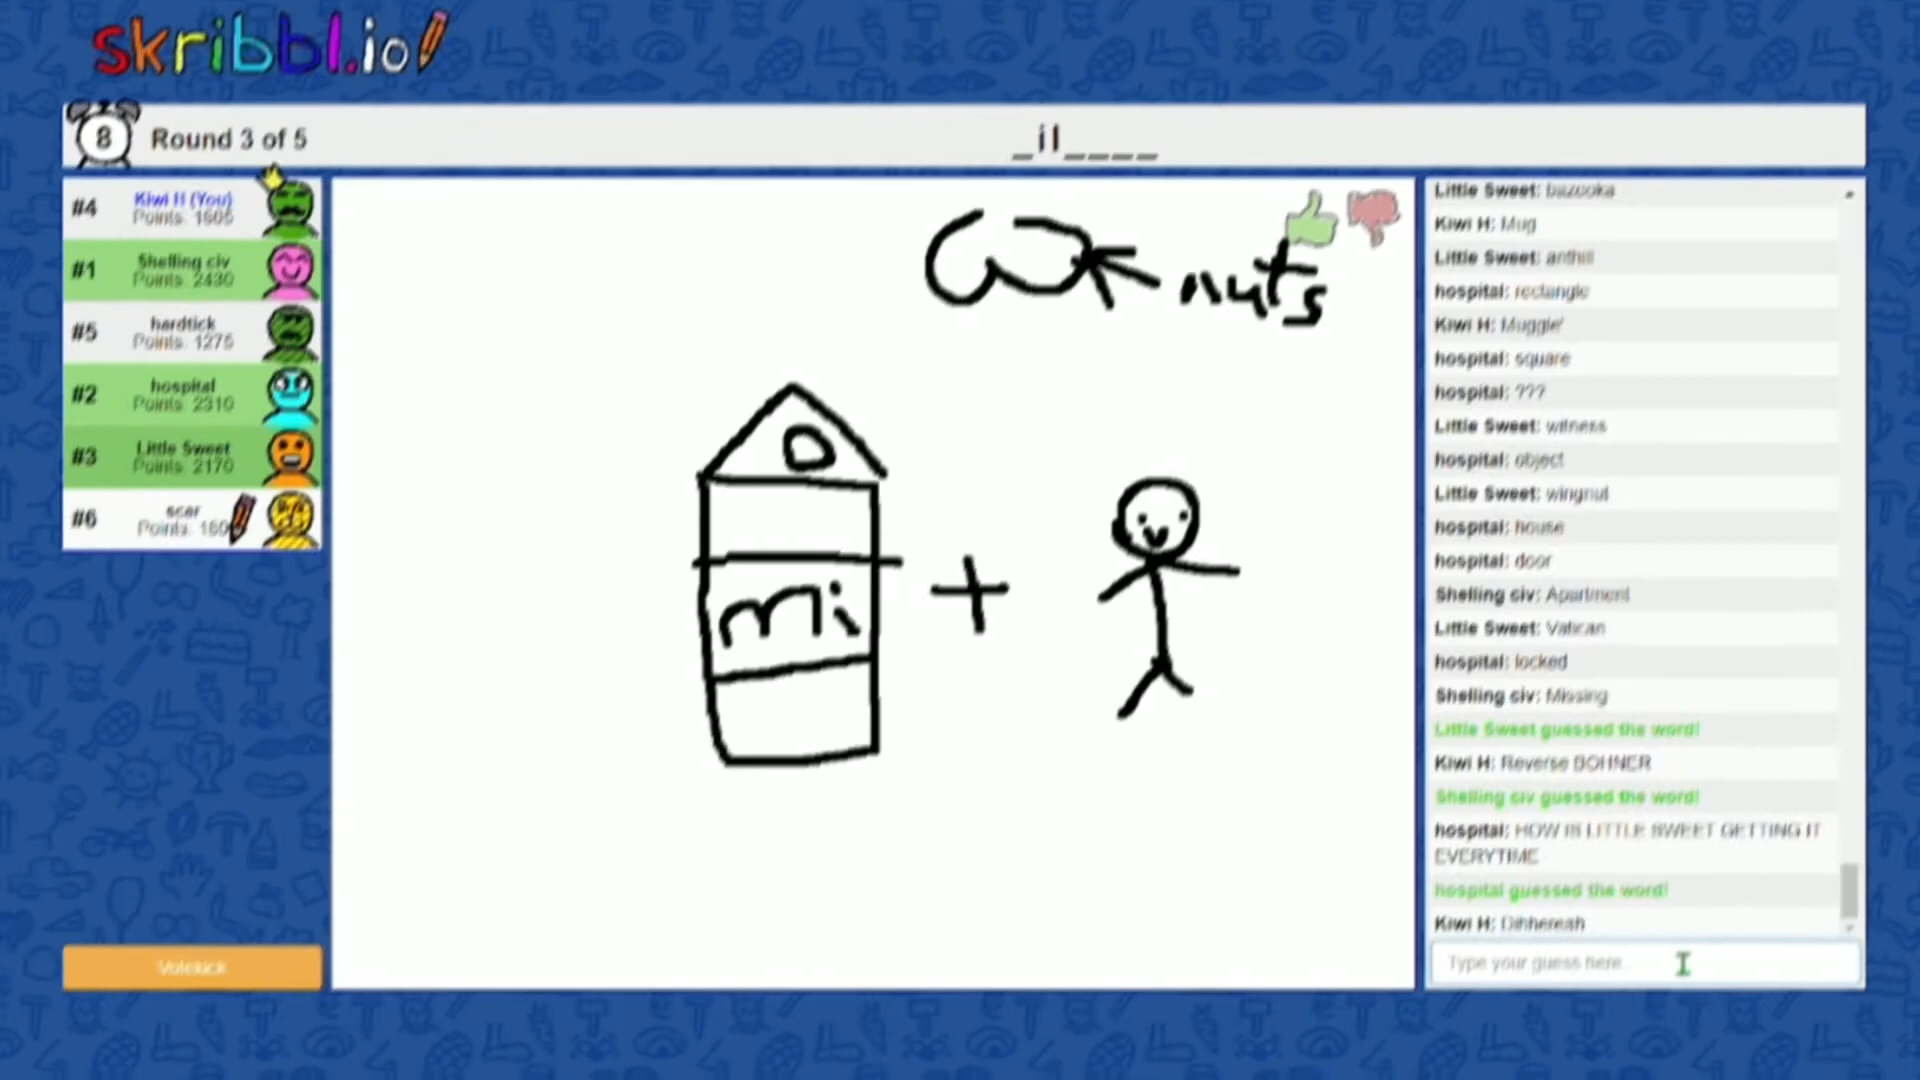 skribbl.io
8
Round 3 of 5
_il____
#4
Kiwi H (You)
Points: 1605
#1
Shelling civ
Points: 2430
#5
hardtick
Points: 1275
#2
hospital
Points: 2310
#3
Little Sweet
Points: 2170
#6
scar
Points:
Votekick
nuts
mi
+
Little Sweet: bazooka
Kiwi H: Mug
Little Sweet: anthill
hospital: rectangle
Kiwi H: Muggle'
hospital: square
hospital: ???
Little Sweet: witness
hospital: object
Little Sweet: wingnut
hospital: house
hospital: door
Shelling civ: Apartment
Little Sweet: Vatican
hospital: locked
Shelling civ: Missing
Little Sweet guessed the word!
Kiwi H: Reverse BOHNER
Shelling civ guessed the word!
hospital: HOW IS LITTLE SWEET GETTING IT
EVERYTIME
hospital guessed the word!
Kiwi H:
Type your guess here...